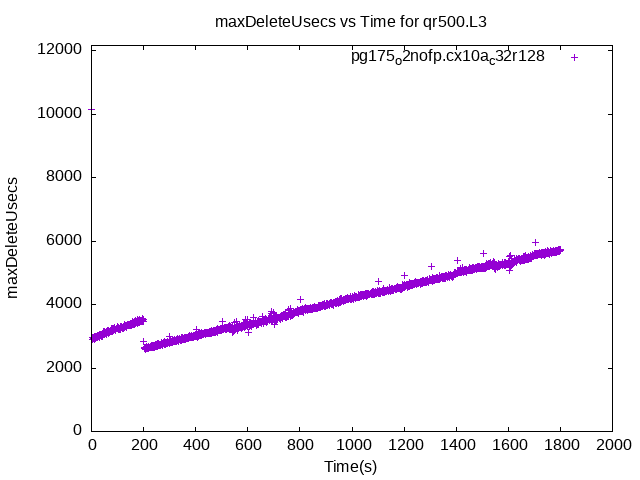 maxDeleteUsecs vs Time for qr500.L3
pg175o2nofp.cx10ac32r128
12000
10000
8000
6000
4000
2000
0
maxDeleteUsecs
0 200 400 600 800 1000 1200 1400 1600 1800 2000
Time(s)